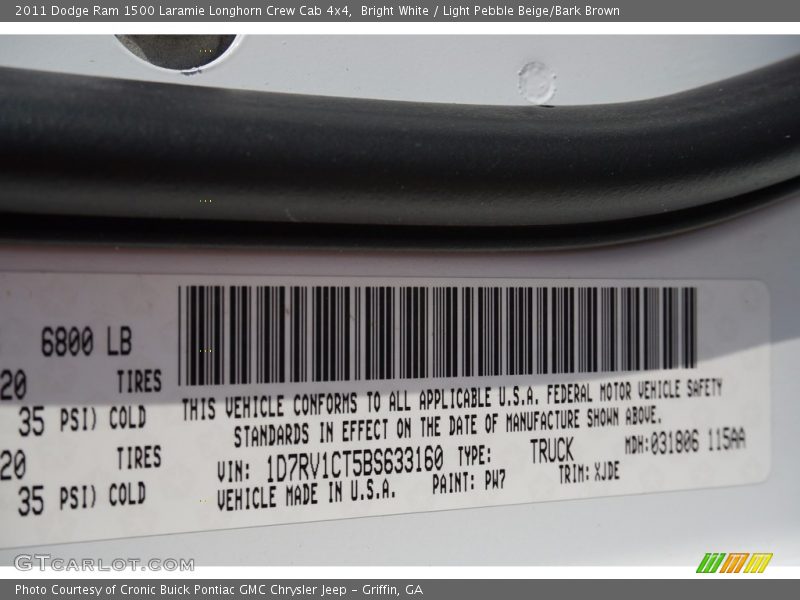 2011 Dodge Ram 1500 Laramie Longhorn Crew Cab 4x4,  Bright White / Light Pebble Beige/Bark Brown
6800 LB
20 TIRES
35 PSI) COLD
20 TIRES
35 PSI) COLD
THIS VEHICLE CONFORMS TO ALL APPLICABLE U.S.A. FEDERAL MOTOR VEHICLE SAFETY
STANDARDS IN EFFECT ON THE DATE OF MANUFACTURE SHOWN ABOVE.
VIN: 1D7RV1CT5BS633160 TYPE: TRUCK MDH:031806 115AA
VEHICLE MADE IN U.S.A. PAINT: PW7 TRIM: XJDE
GTCARLOT.COM
Photo Courtesy of Cronic Buick Pontiac GMC Chrysler Jeep - Griffin, GA